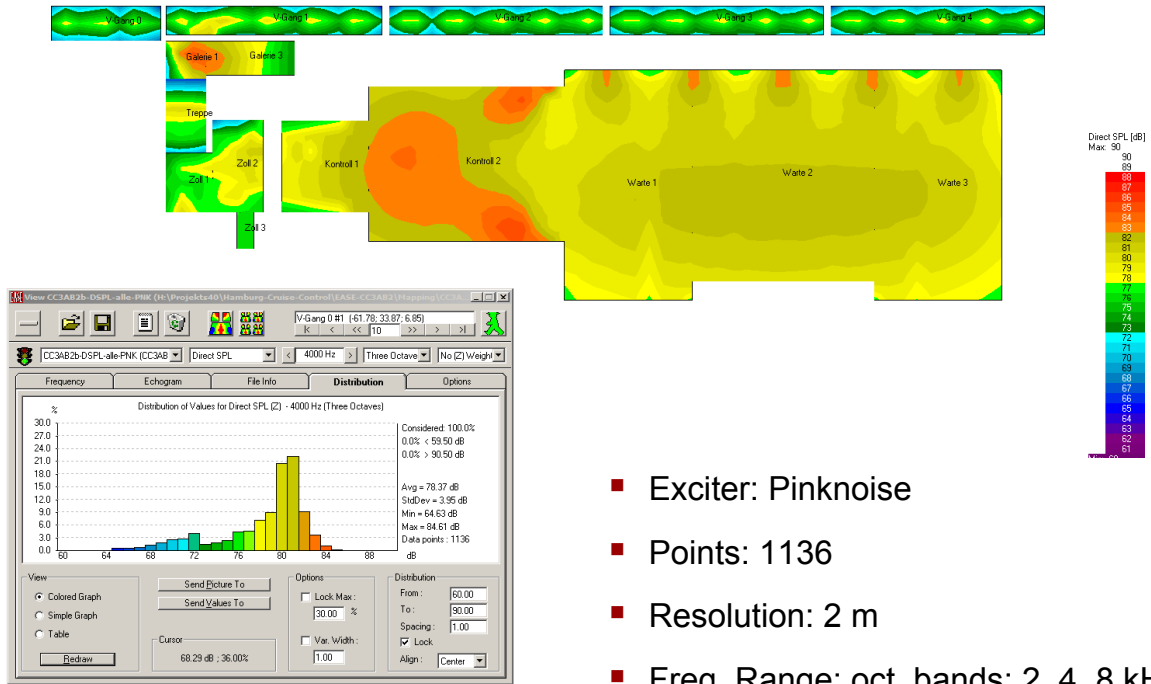 V-Gang 0
V-Gang 1
V-Gang 2
V-Gang 3
V-Gang 4
Galerie 1
Galerie 3
Treppe
Zoll 1
Zoll 2
Zoll 3
Kontroll 1
Kontroll 2
Warte 1
Warte 2
Warte 3
Direct SPL [dB]
Max: 90
90
89
88
87
86
85
84
83
82
81
80
79
78
77
76
75
74
73
72
71
70
69
68
67
66
65
64
63
62
61
View CC3AB2b-DSPL-alle-PNK (H:\Projekte40\Hamburg-Cruise-Control\EASE-CC3AB2\Mapping\CC3A...
V-Gang 0 #1 (-61.78; 33.87; 6.85)
k < << 10 >> > >|
CC3AB2b-DSPL-alle-PNK (CC3AB
Direct SPL
< 4000 Hz >
Three Octave
No (Z) Weight
Frequency
Echogram
File Info
Distribution
Options
% Distribution of Values for Direct SPL (Z) - 4000 Hz (Three Octaves)
30.0
27.0
24.0
21.0
18.0
15.0
12.0
9.0
6.0
3.0
0.0
60 64 68 72 76 80 84 88 dB
Considered: 100.0%
0.0% < 59.50 dB
0.0% > 90.50 dB
Avg = 78.37 dB
StdDev = 3.95 dB
Min = 64.63 dB
Max = 84.61 dB
Data points : 1136
View
Colored Graph
Simple Graph
Table
Redraw
Send Picture To
Send Values To
Cursor
68.29 dB ; 36.00%
Options
Lock Max :
30.00 %
Var. Width :
1.00
Distribution
From : 60.00
To : 90.00
Spacing : 1.00
Lock
Align : Center
▪ Exciter: Pinknoise
▪ Points: 1136
▪ Resolution: 2 m
▪ Freq. Range: oct. bands: 2, 4, 8 kH